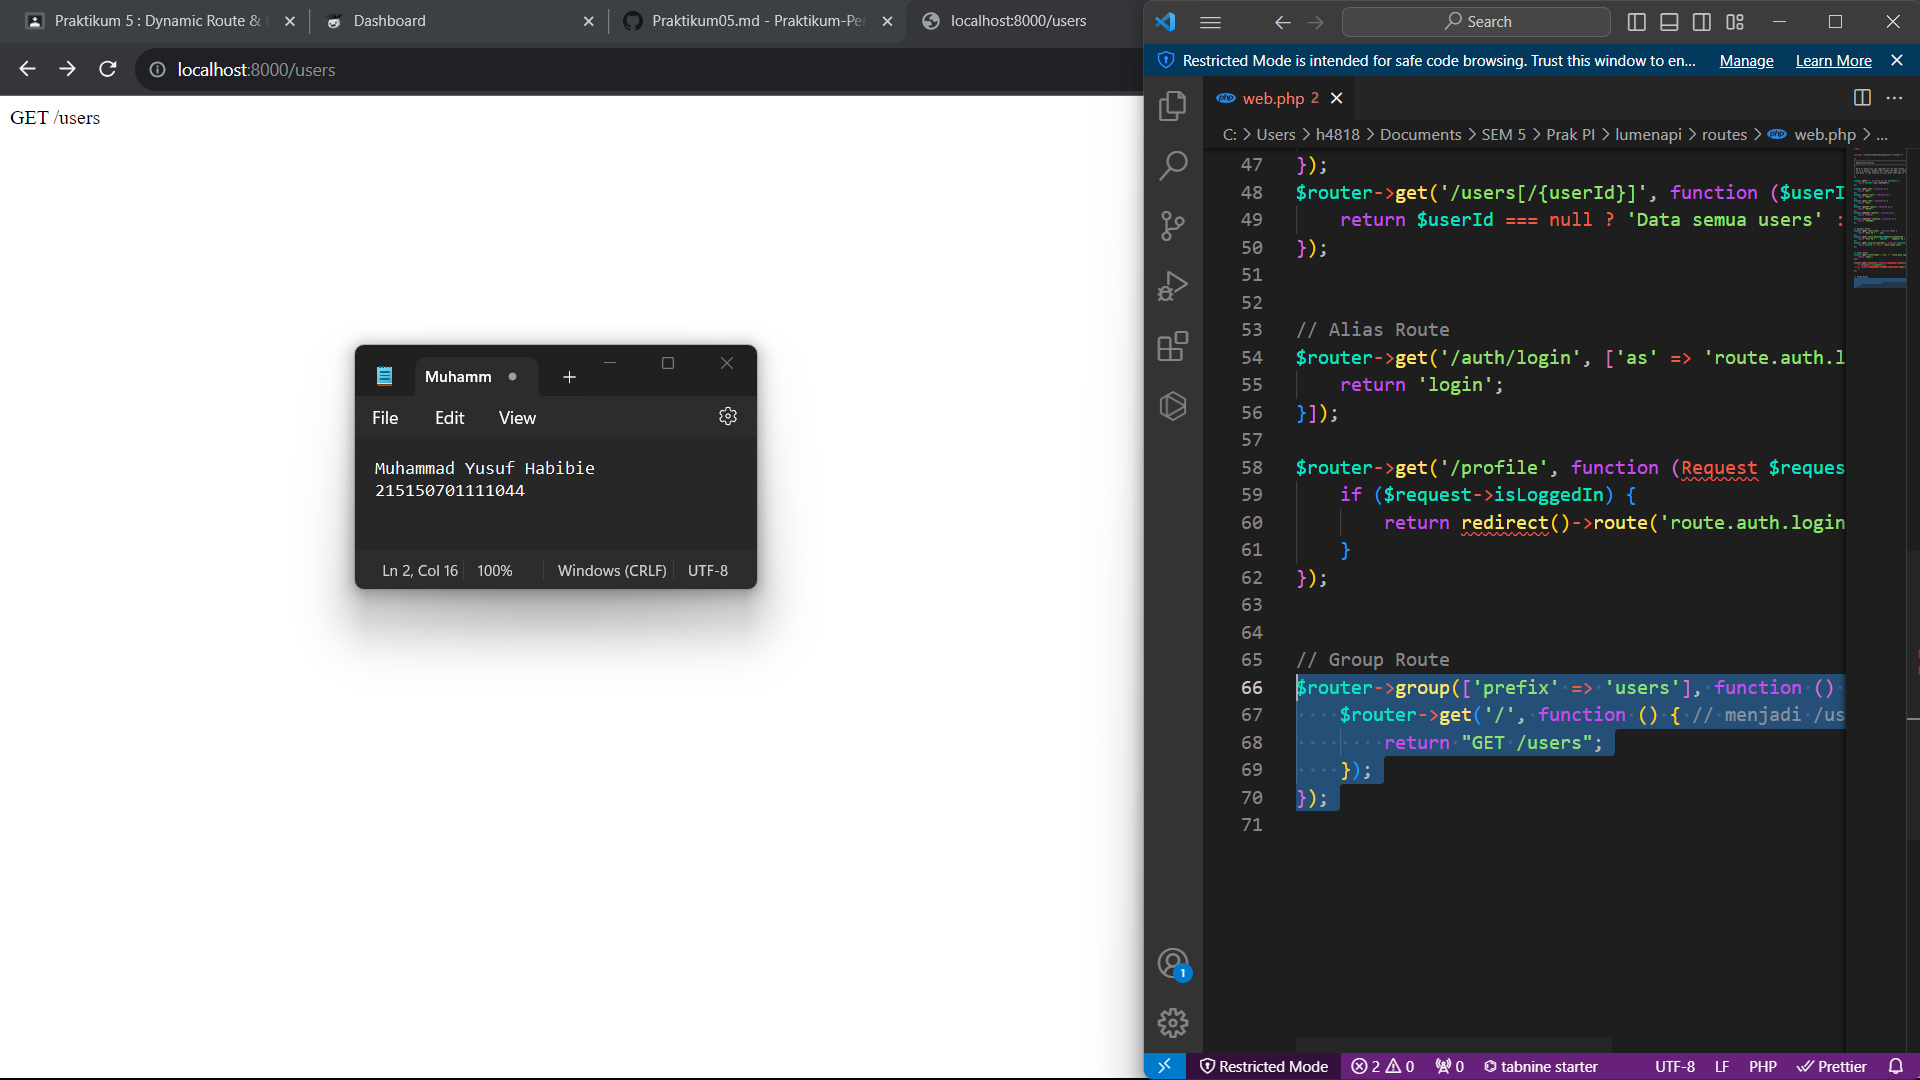 Praktikum 5 : Dynamic Route &
Dashboard
Praktikum05.md - Praktikum-Pe
localhost:8000/users
localhost:8000/users
GET /users
Muhamm
File Edit View
Muhammad Yusuf Habibie
215150701111044
Ln 2, Col 16 100% Windows (CRLF) UTF-8
Search
Restricted Mode is intended for safe code browsing. Trust this window to en... Manage Learn More
php web.php 2
C: > Users > h4818 > Documents > SEM 5 > Prak PI > lumenapi > routes > php web.php > ...
47 });
48 $router->get('/users[/{userId}]', function ($userI
49 return $userId === null ? 'Data semua users' :
50 });
51
52
53 // Alias Route
54 $router->get('/auth/login', ['as' => 'route.auth.l
55 return 'login';
56 }]);
57
58 $router->get('/profile', function (Request $reques
59 if ($request->isLoggedIn) {
60 return redirect()->route('route.auth.login
61 }
62 });
63
64
65 // Group Route
66 $router->group(['prefix' => 'users'], function ()
67 $router->get('/', function () { // menjadi /us
68 return "GET /users";
69 });
70 });
71
1
Restricted Mode 2 0 0 tabnine starter UTF-8 LF PHP Prettier